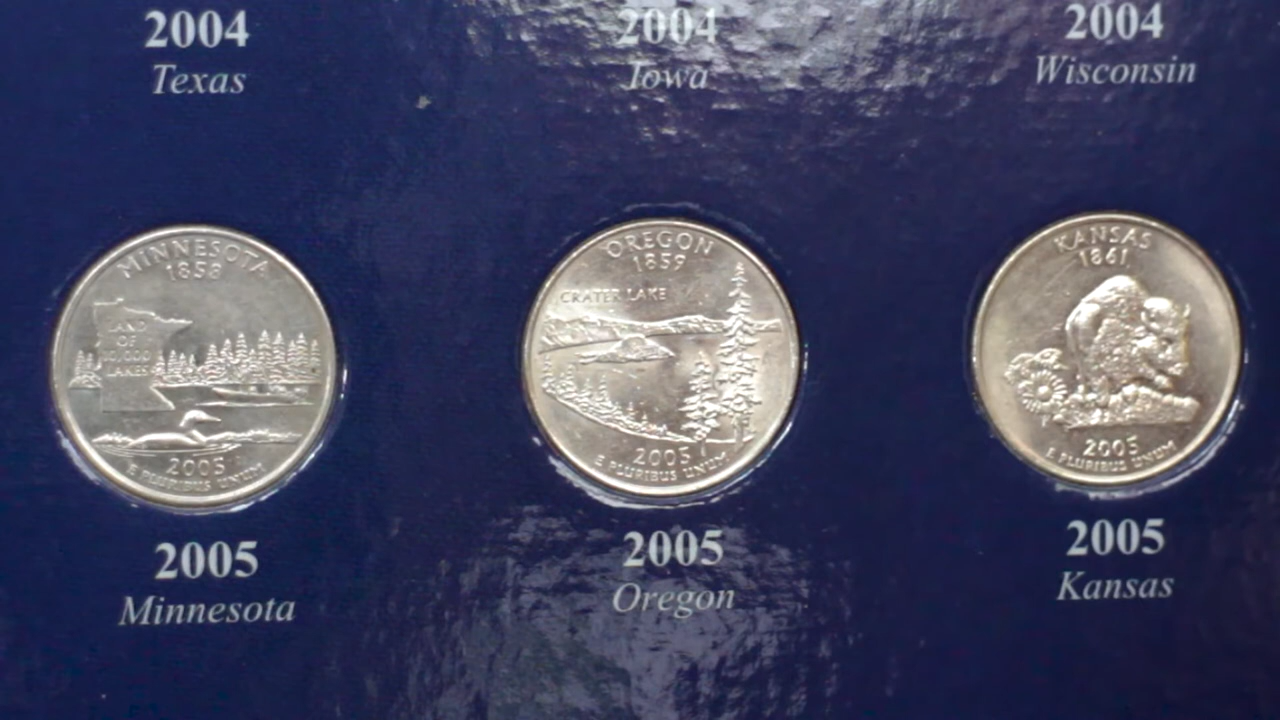 2004
Texas
2004
Iowa
2004
Wisconsin
MINNESOTA
1858
LAND
OF
10,000
LAKES
2005
E PLURIBUS UNUM
2005
Minnesota
OREGON
1859
CRATER LAKE
2005
E PLURIBUS UNUM
2005
Oregon
KANSAS
1861
2005
E PLURIBUS UNUM
2005
Kansas